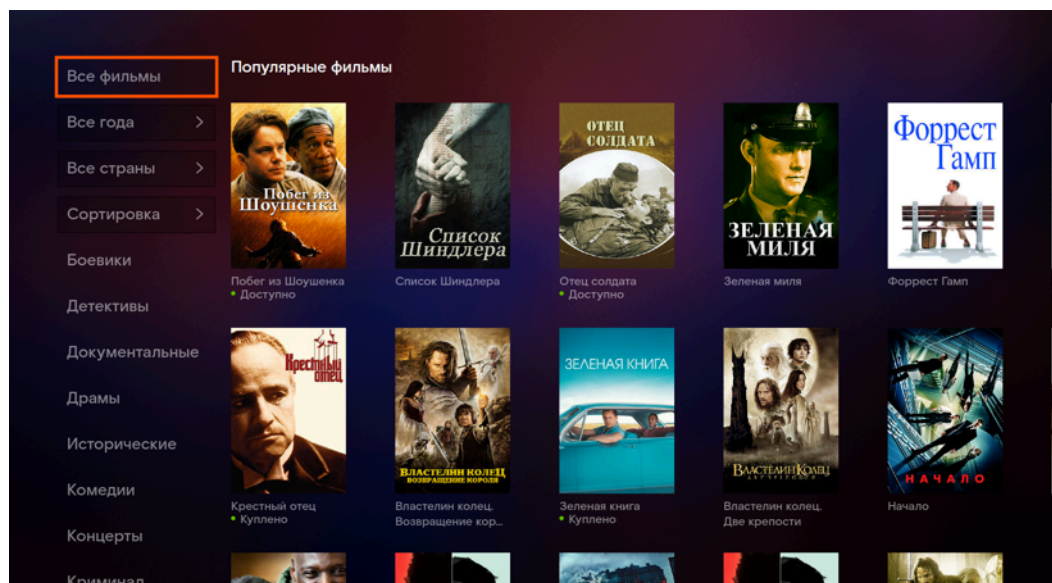 Все фильмы
Все года
Все страны
Сортировка
Боевики
Детективы
Документальные
Драмы
Исторические
Комедии
Концерты
Криминал
Популярные фильмы
Побег из
Шоушенка
Список
Шиндлера
ОТЕЦ
СОЛДАТА
ЗЕЛЕНАЯ
МИЛЯ
Форрест
Гамп
Побег из Шоушенка
Доступно
Список Шиндлера
Отец солдата
Доступно
Зеленая миля
Форрест Гамп
Крестный
отец
ВЛАСТЕЛИН КОЛЕЦ
ВОЗВРАЩЕНИЕ КОРОЛЯ
ЗЕЛЕНАЯ КНИГА
ВЛАСТЕЛИН КОЛЕЦ
ДВЕ КРЕПОСТИ
НАЧАЛО
Крестный отец
Куплено
Властелин колец.
Возвращение кор...
Зеленая книга
Куплено
Властелин колец.
Две крепости
Начало